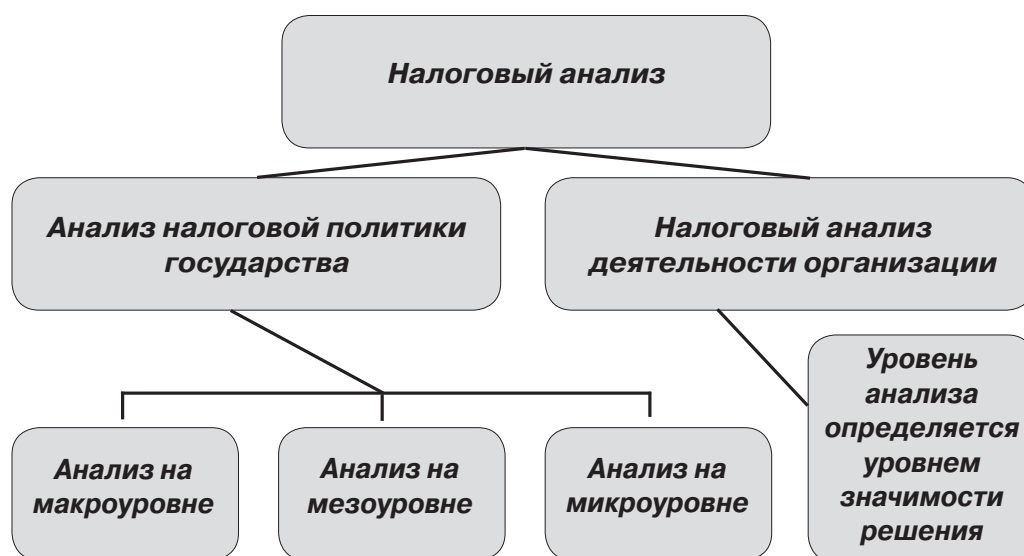 Налоговый анализ
Анализ налоговой политики
государства
Налоговый анализ
деятельности организации
Анализ на
макроуровне
Анализ на
мезоуровне
Анализ на
микроуровне
Уровень
анализа
определяется
уровнем
значимости
решения